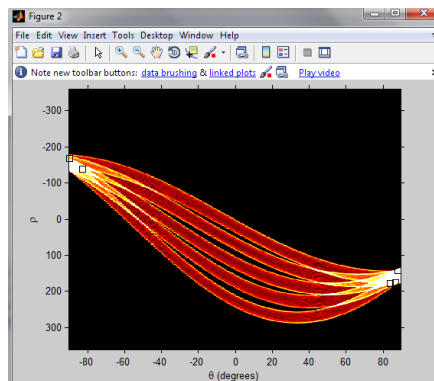 Figure 2
File Edit View Insert Tools Desktop Window Help
Note new toolbar buttons: data brushing & linked plots Play video
-300
-200
-100
0
100
200
300
ρ
-80 -60 -40 -20 0 20 40 60 80
θ (degrees)